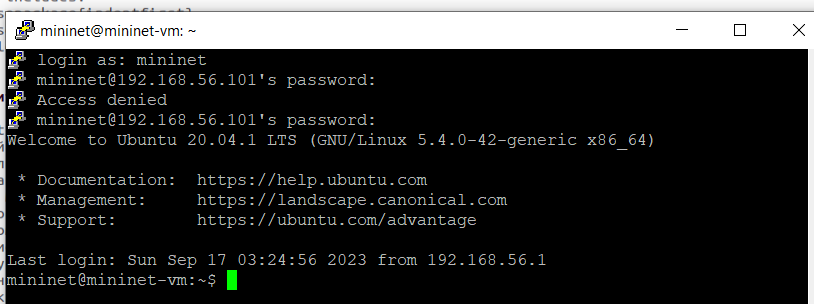 mininet@mininet-vm: ~
login as: mininet
mininet@192.168.56.101's password:
Access denied
mininet@192.168.56.101's password:
Welcome to Ubuntu 20.04.1 LTS (GNU/Linux 5.4.0-42-generic x86_64)
* Documentation:  https://help.ubuntu.com
* Management:     https://landscape.canonical.com
* Support:        https://ubuntu.com/advantage
Last login: Sun Sep 17 03:24:56 2023 from 192.168.56.1
mininet@mininet-vm:~$